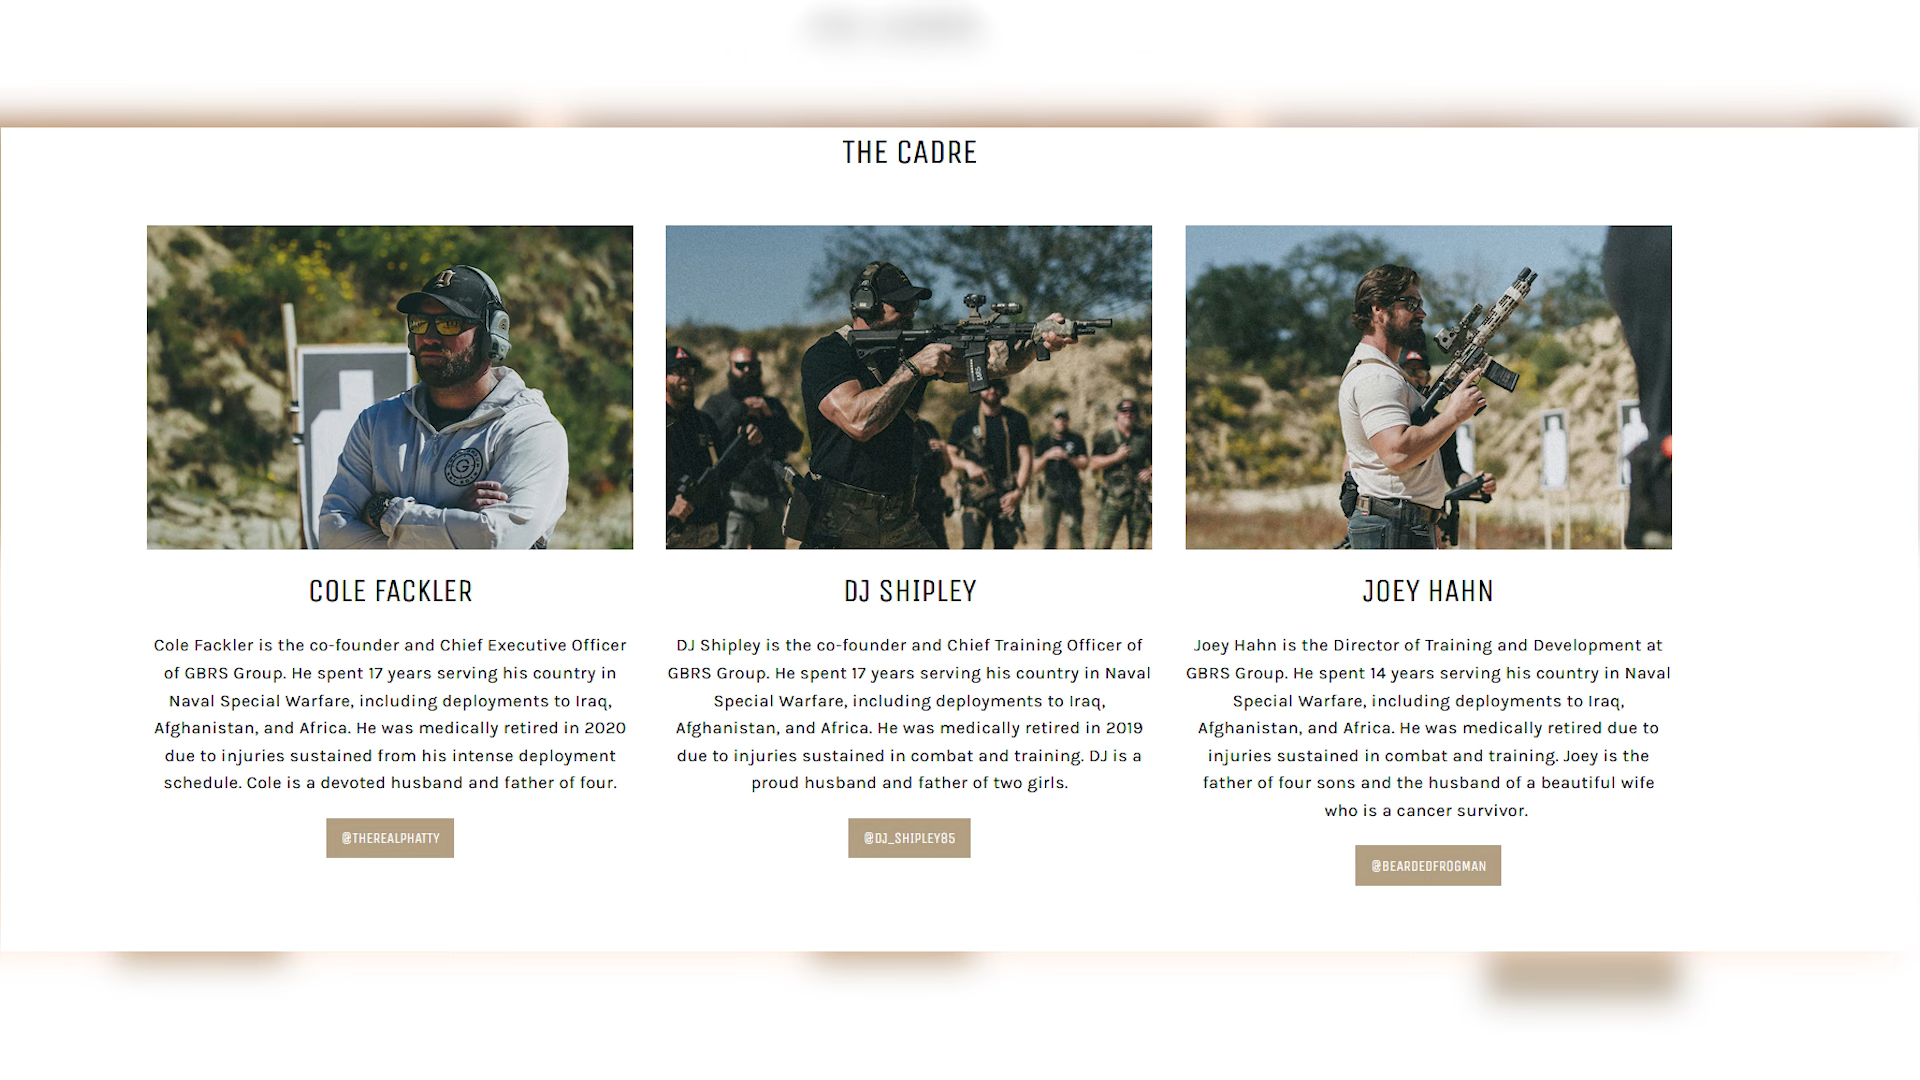 THE CADRE
COLE FACKLER
Cole Fackler is the co-founder and Chief Executive Officer
of GBRS Group. He spent 17 years serving his country in
Naval Special Warfare, including deployments to Iraq,
Afghanistan, and Africa. He was medically retired in 2020
due to injuries sustained from his intense deployment
schedule. Cole is a devoted husband and father of four.
@THEREALPHATTY
DJ SHIPLEY
DJ Shipley is the co-founder and Chief Training Officer of
GBRS Group. He spent 17 years serving his country in Naval
Special Warfare, including deployments to Iraq,
Afghanistan, and Africa. He was medically retired in 2019
due to injuries sustained in combat and training. DJ is a
proud husband and father of two girls.
@DJ_SHIPLEY85
JOEY HAHN
Joey Hahn is the Director of Training and Development at
GBRS Group. He spent 14 years serving his country in Naval
Special Warfare, including deployments to Iraq,
Afghanistan, and Africa. He was medically retired due to
injuries sustained in combat and training. Joey is the
father of four sons and the husband of a beautiful wife
who is a cancer survivor.
@BEARDEDFROGMAN